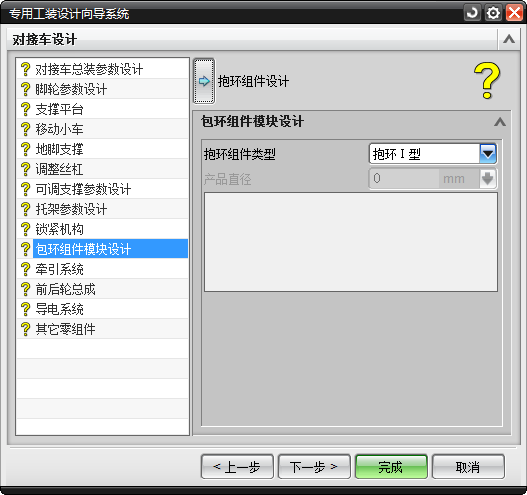 专用工装设计向导系统
对接车设计
对接车总装参数设计
脚轮参数设计
支撑平台
移动小车
地脚支撑
调整丝杠
可调支撑参数设计
托架参数设计
锁紧机构
包环组件模块设计
牵引系统
前后轮总成
导电系统
其它零组件
抱环组件设计
包环组件模块设计
抱环组件类型
抱环 I 型
产品直径
0 mm
< 上一步
下一步 >
完成
取消